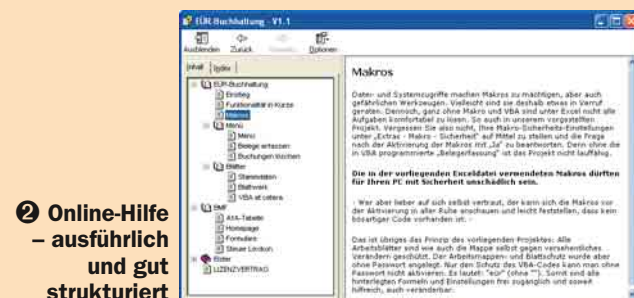 ❷ Online-Hilfe
– ausführlich
und gut
strukturiert
EÜR Buchhaltung - V1.1
Ausblenden Zurück Optionen
Inhalt Index
EÜR-Buchhaltung
Einstieg
Funktionalität in Kürze
Makros
Menü
Menü
Belege erfassen
Buchungen löschen
Blätter
Stammdaten
Blattwerk
VBA et cetera
BMF
AfA-Tabelle
Homepage
Formulare
Steuer Lexikon
Elster
LIZENZVERTRAG
Makros
Datei- und Systemzugriffe machen Makros zu mächtigen, aber auch
gefährlichen Werkzeugen. Vielleicht sind sie deshalb etwas in Verruf
geraten. Dennoch, ganz ohne Makro und VBA sind unter Excel nicht alle
Aufgaben komfortabel zu lösen. So auch in unserem vorgestellten
Projekt. Vergessen Sie also nicht, Ihre Makro-Sicherheits-Einstellungen
unter „Extras - Makro - Sicherheit" auf Mittel zu stellen und die Frage
nach der Aktivierung der Makros mit „Ja" zu beantworten. Denn ohne die
in VBA programmierte „Belegerfassung" ist das Projekt nicht lauffähig.
Die in der vorliegenden Exceldatei verwendeten Makros dürften
für Ihren PC mit Sicherheit unschädlich sein.
- Wer aber lieber auf sich selbst vertraut, der kann sich die Makros vor
der Aktivierung in aller Ruhe anschauen und leicht feststellen, dass kein
bösartiger Code vorhanden ist. -
Das ist übriges das Prinzip des vorliegenden Projektes: Alle
Arbeitsblätter sind wie auch die Mappe selbst gegen versehentliches
Verändern geschützt. Der Arbeitsmappen- und Blattschutz wurde aber
ohne Passwort angelegt. Nur den Schutz des VBA-Codes kann man ohne
Passwort nicht aktivieren. Es lautet: "eür" (ohne ""). Somit sind alle
hinterlegten Formeln und Einstellungen frei zugänglich und soweit
hilfreich, auch veränderbar.